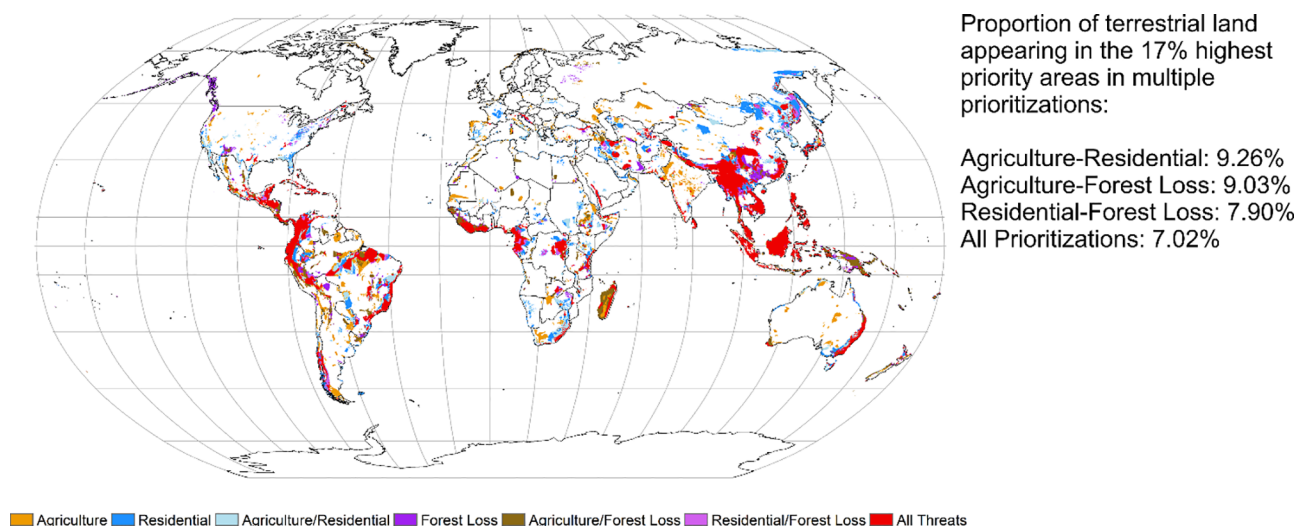 Proportion of terrestrial land
appearing in the 17% highest
priority areas in multiple
prioritizations:
Agriculture-Residential: 9.26%
Agriculture-Forest Loss: 9.03%
Residential-Forest Loss: 7.90%
All Prioritizations: 7.02%
Agriculture Residential Agriculture/Residential Forest Loss Agriculture/Forest Loss Residential/Forest Loss All Threats